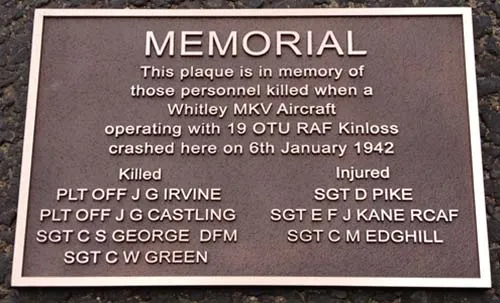 MEMORIAL
This plaque is in memory of
those personnel killed when a
Whitley MKV Aircraft
operating with 19 OTU RAF Kinloss
crashed here on 6th January 1942
Killed
PLT OFF J G IRVINE
PLT OFF J G CASTLING
SGT C S GEORGE DFM
SGT C W GREEN
Injured
SGT D PIKE
SGT E F J KANE RCAF
SGT C M EDGHILL